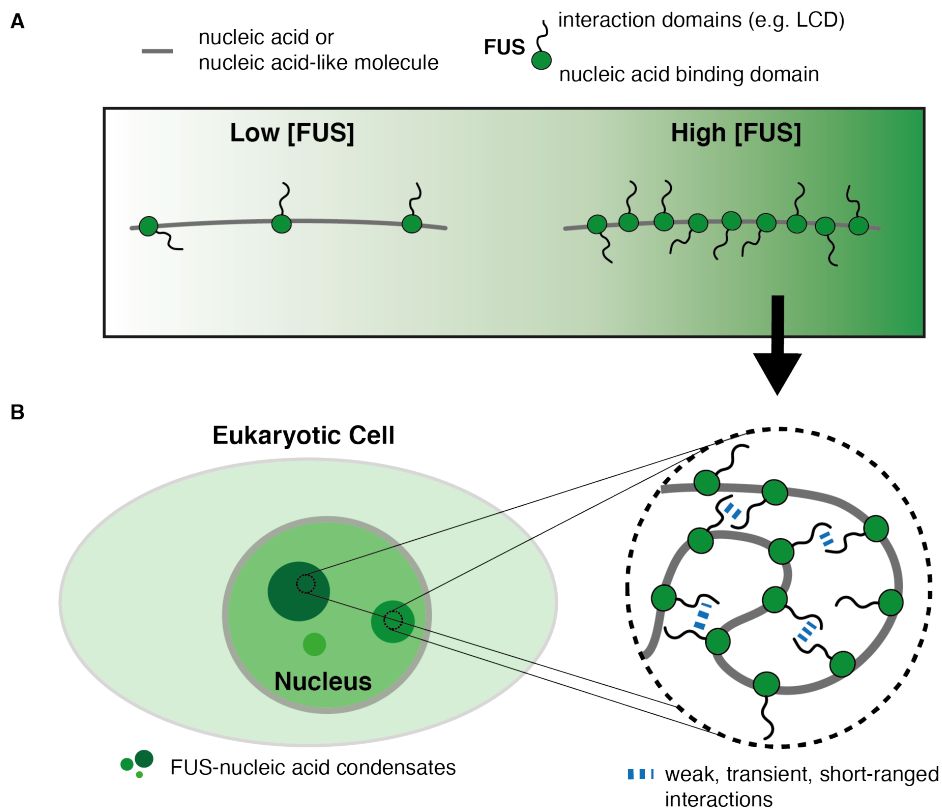 A
nucleic acid or
nucleic acid-like molecule
interaction domains (e.g. LCD)
FUS
nucleic acid binding domain
Low [FUS]
High [FUS]
B
Eukaryotic Cell
Nucleus
FUS-nucleic acid condensates
weak, transient, short-ranged
interactions